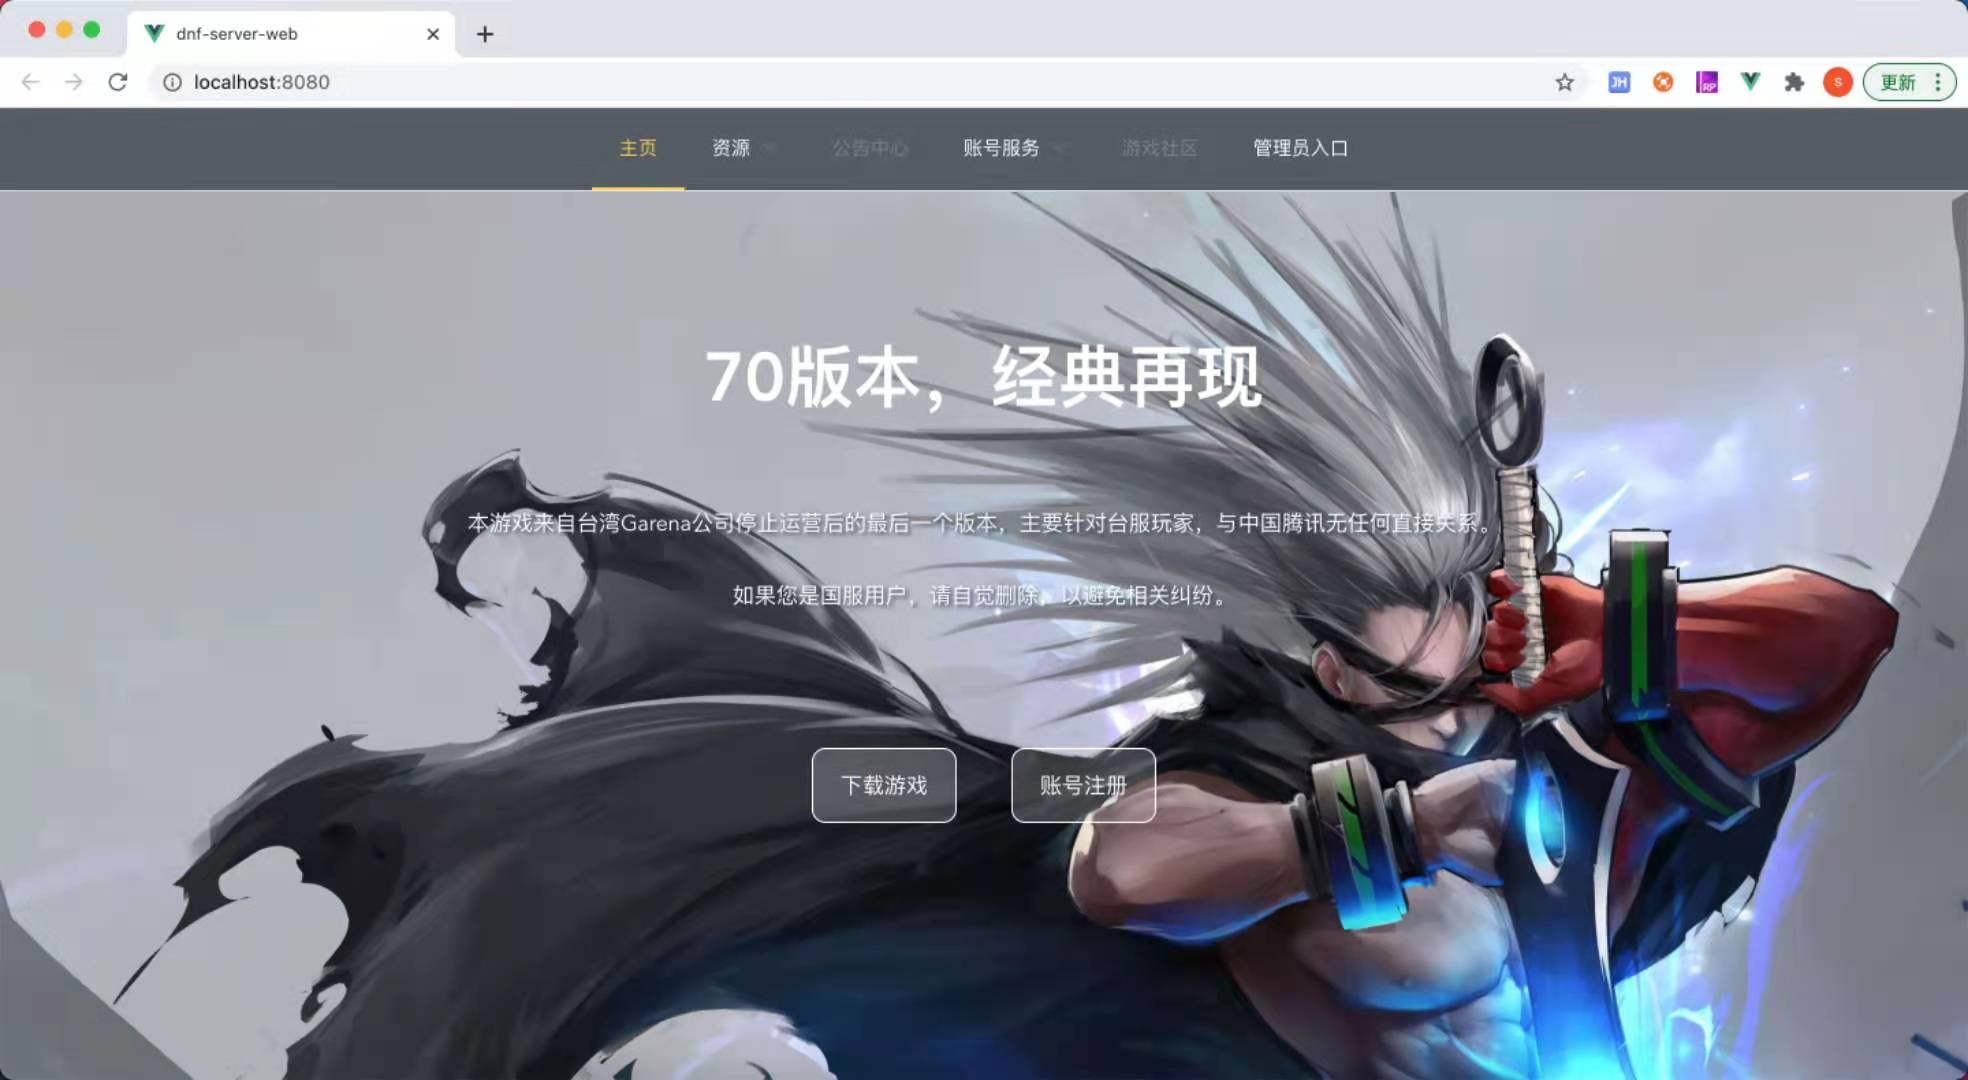 dnf-server-web
localhost:8080
JH
RP
S
更新
主页
资源
公告中心
账号服务
游戏社区
管理员入口
70版本，经典再现
本游戏来自台湾Garena公司停止运营后的最后一个版本，主要针对台服玩家，与中国腾讯无任何直接关系。
如果您是国服用户，请自觉删除，以避免相关纠纷。
下载游戏
账号注册